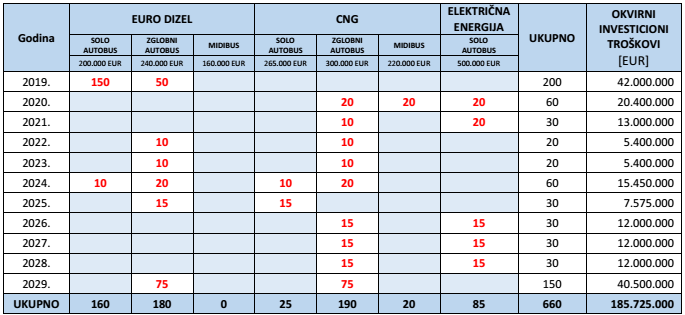 Godina EURO DIZEL CNG ELEKTRIČNA ENERGIJA UKUPNO OKVIRNI INVESTICIONI TROŠKOVI [EUR]
SOLO AUTOBUS ZGLOBNI AUTOBUS MIDIBUS SOLO AUTOBUS ZGLOBNI AUTOBUS MIDIBUS SOLO AUTOBUS
200.000 EUR 240.000 EUR 160.000 EUR 265.000 EUR 300.000 EUR 220.000 EUR 500.000 EUR
2019. 150 50 200 42.000.000
2020. 20 20 20 60 20.400.000
2021. 10 20 30 13.000.000
2022. 10 10 20 5.400.000
2023. 10 10 20 5.400.000
2024. 10 20 10 20 60 15.450.000
2025. 15 15 30 7.575.000
2026. 15 15 30 12.000.000
2027. 15 15 30 12.000.000
2028. 15 15 30 12.000.000
2029. 75 75 150 40.500.000
UKUPNO 160 180 0 25 190 20 85 660 185.725.000